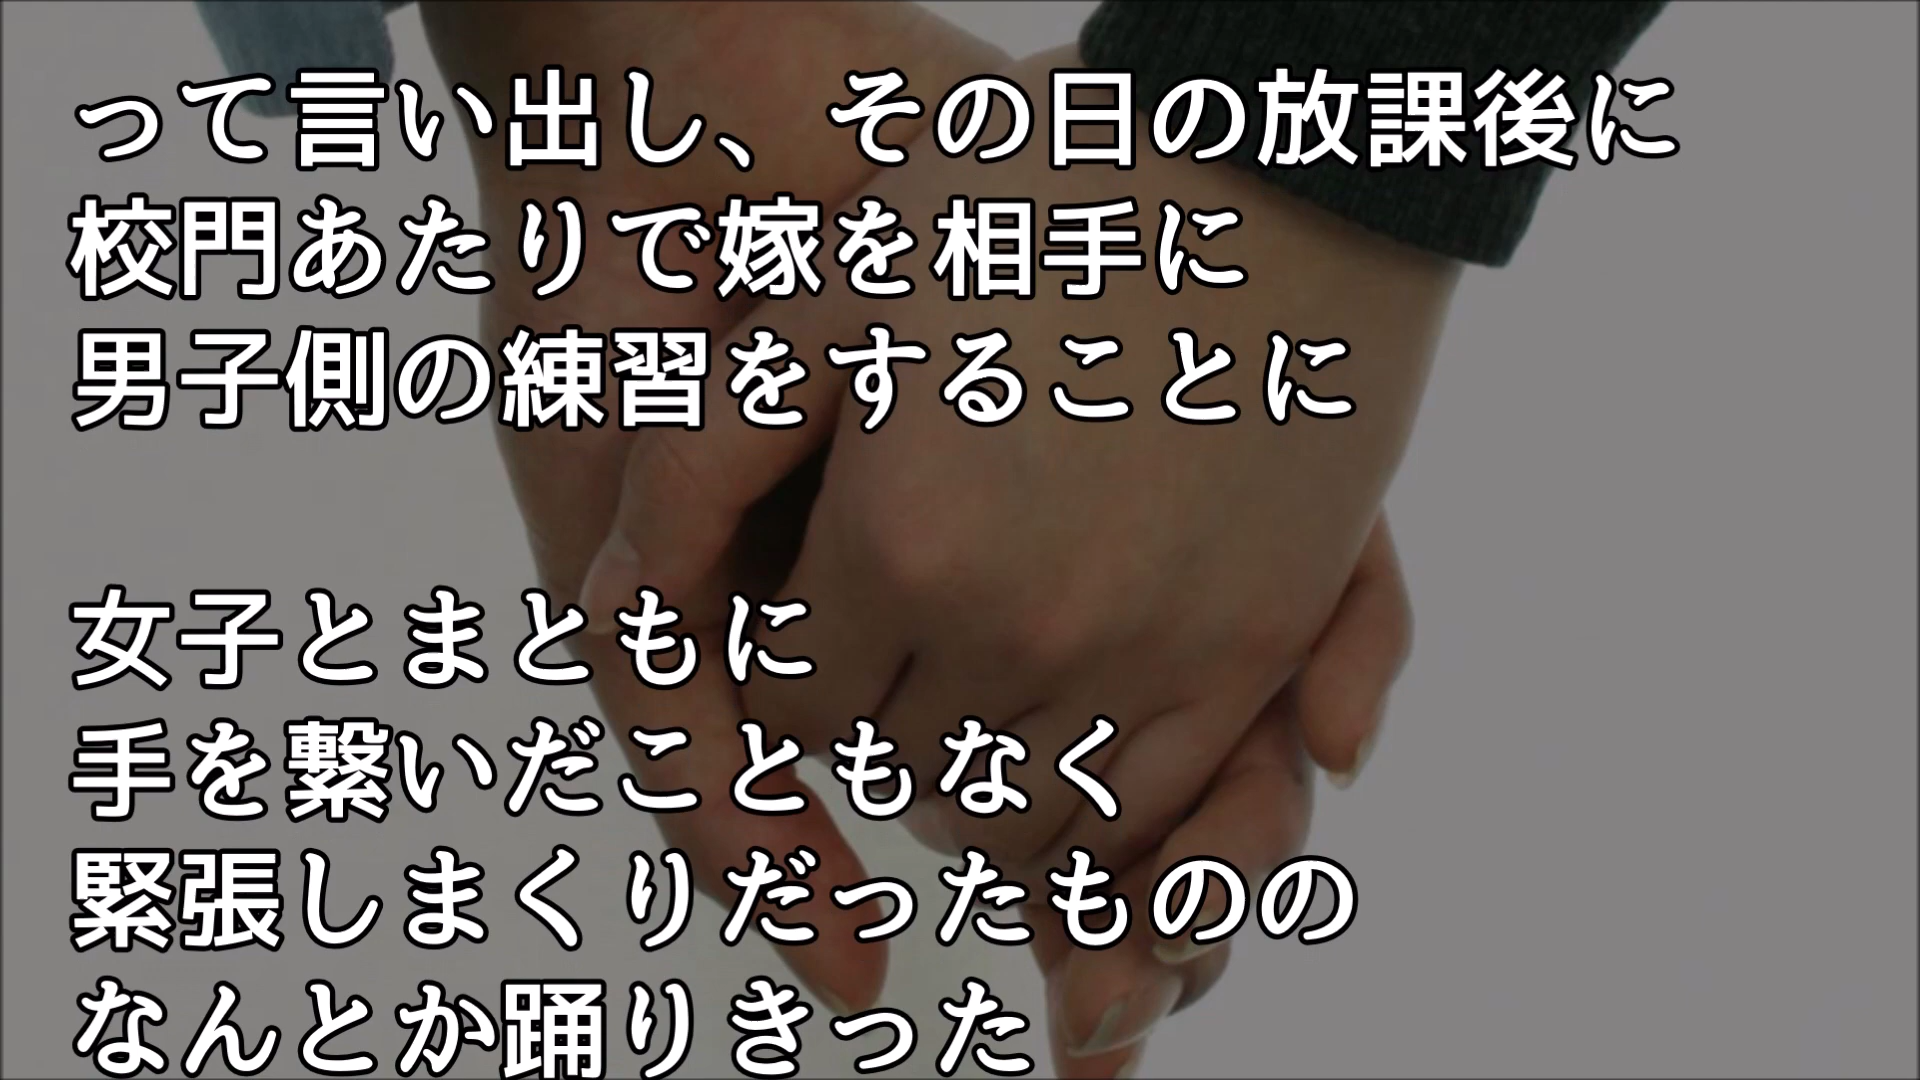 って言い出し、その日の放課後に
校門あたりで嫁を相手に
男子側の練習をすることに
女子とまともに
手を繋いだこともなく
緊張しまくりだったものの
なんとか踊りきった